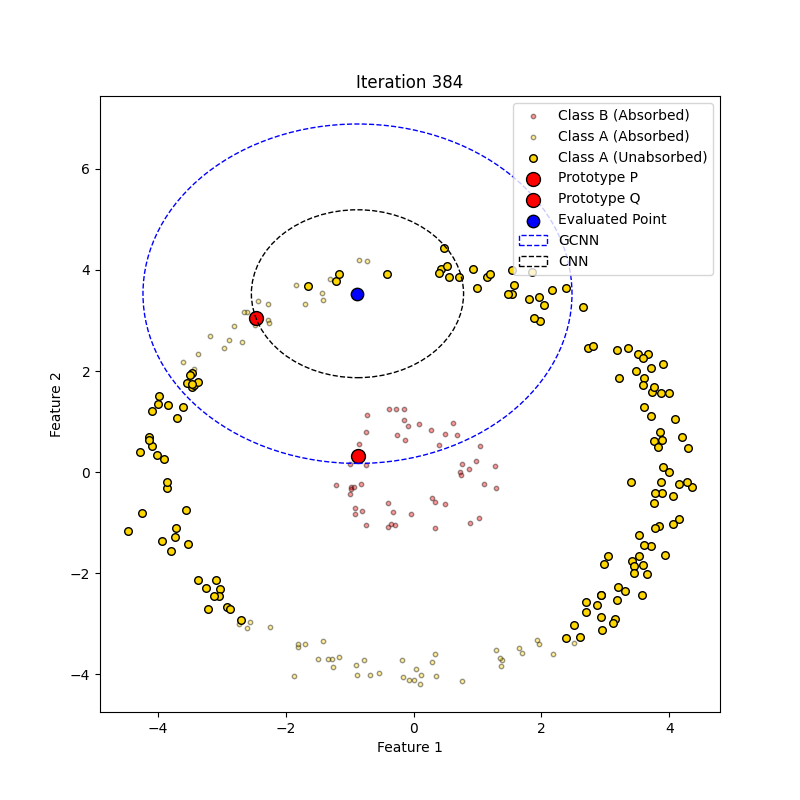 Iteration 384
Class B (Absorbed)
Class A (Absorbed)
Class A (Unabsorbed)
Prototype P
Prototype Q
Evaluated Point
GCNN
CNN
6
4
2
0
−2
−4
Feature 2
−4
−2
0
2
4
Feature 1